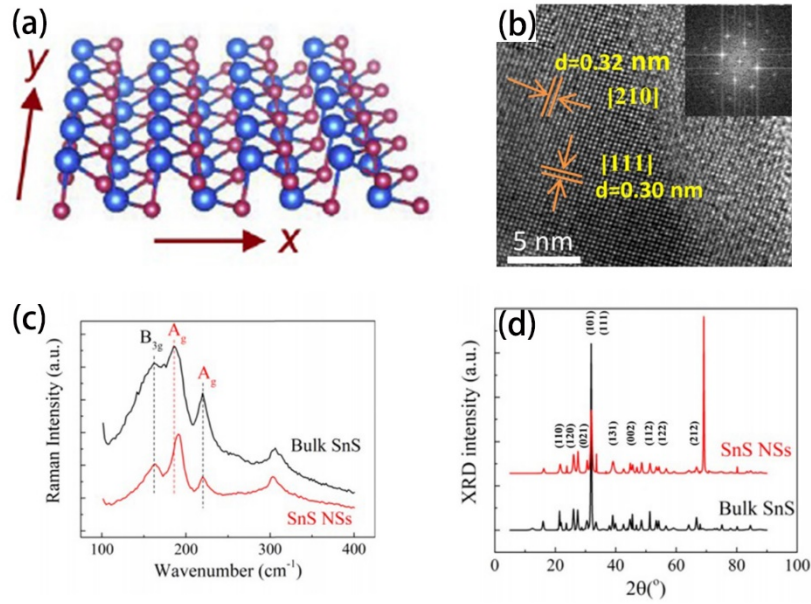 (a)
y
x
(b)
d=0.32 nm
[210]
[111]
d=0.30 nm
5 nm
(c)
Raman Intensity (a.u.)
B3g
Ag
Ag
Bulk SnS
SnS NSs
100 200 300 400
Wavenumber (cm-1)
(d)
XRD intensity (a.u.)
(101)
(111)
(110)
(120)
(021)
(131)
(002)
(112)
(122)
(212)
SnS NSs
Bulk SnS
0 20 40 60 80 100
2θ(°)